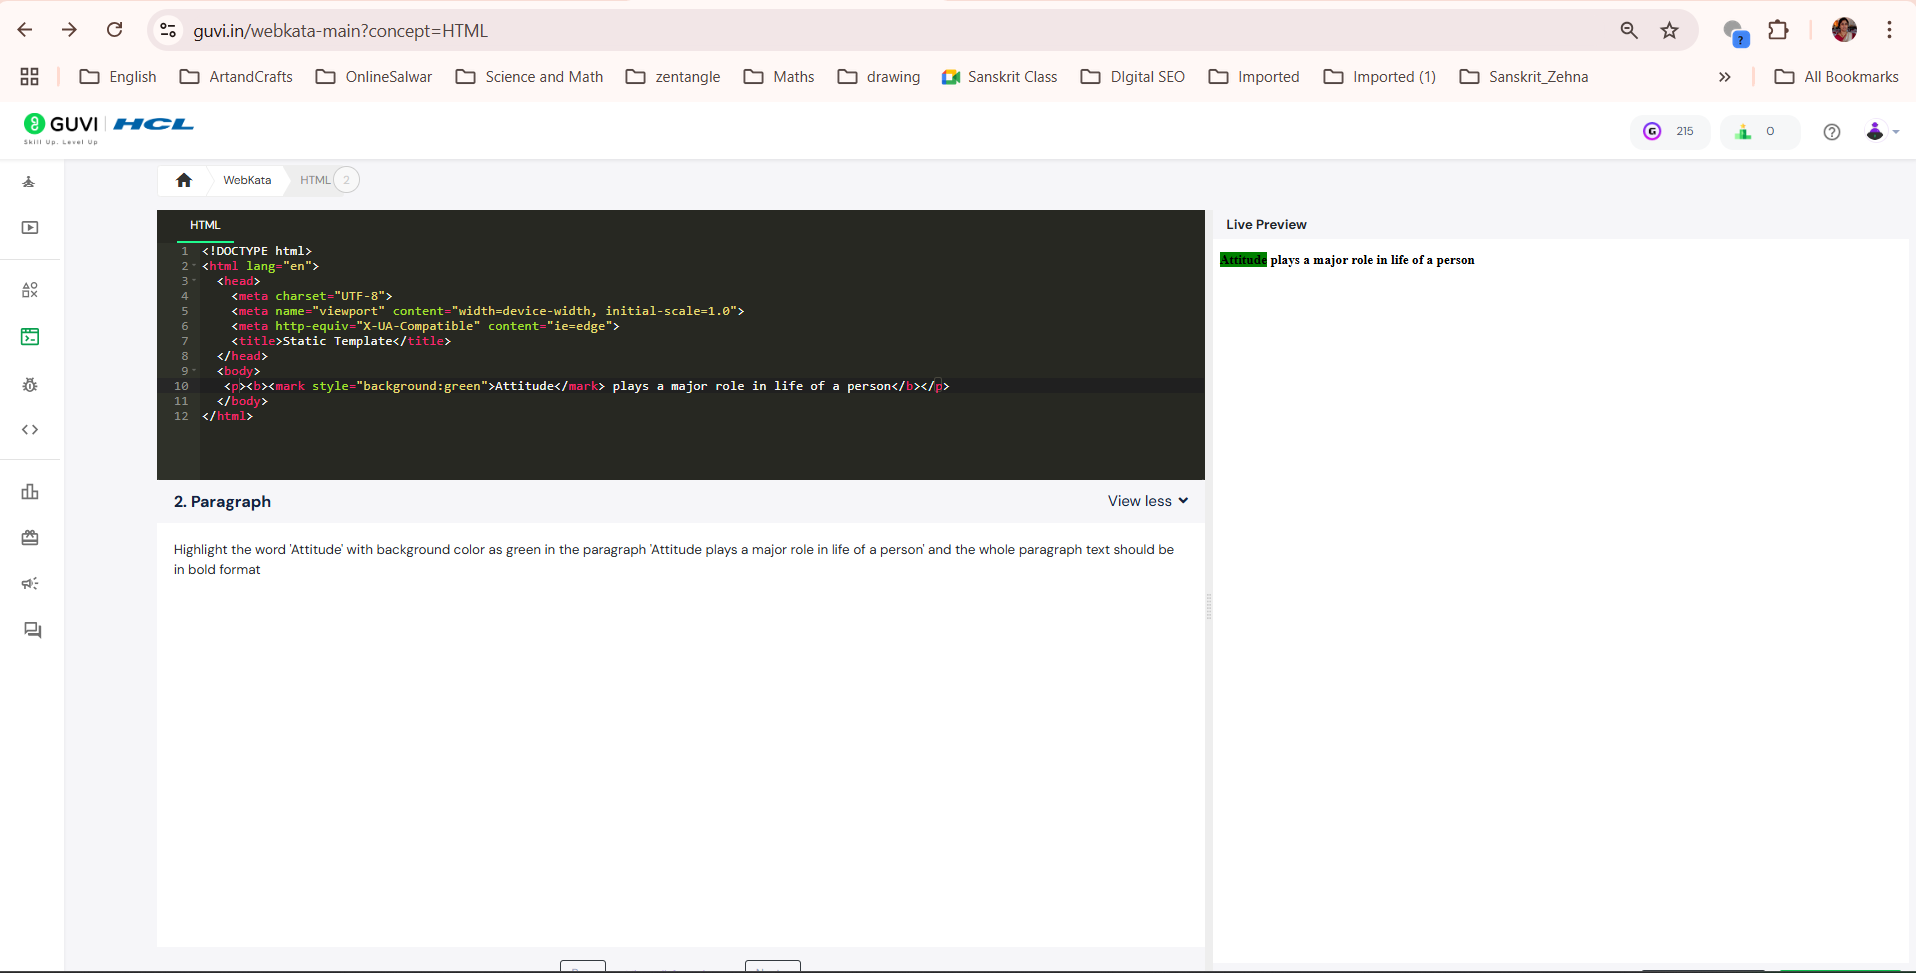 guvi.in/webkata-main?concept=HTML
?
English ArtandCrafts OnlineSalwar Science and Math zentangle Maths drawing Sanskrit Class DIgital SEO Imported Imported (1) Sanskrit_Zehna » All Bookmarks
GUVI HCL
Skill Up. Level Up
G 215 0 ?
WebKata HTML 2
HTML
Live Preview
1 <!DOCTYPE html>
2 <html lang="en">
3 <head>
4 <meta charset="UTF-8">
5 <meta name="viewport" content="width=device-width, initial-scale=1.0">
6 <meta http-equiv="X-UA-Compatible" content="ie=edge">
7 <title>Static Template</title>
8 </head>
9 <body>
10 <p><b><mark style="background:green">Attitude</mark> plays a major role in life of a person</b></p>
11 </body>
12 </html>
Attitude plays a major role in life of a person
2. Paragraph
View less
Highlight the word 'Attitude' with background color as green in the paragraph 'Attitude plays a major role in life of a person' and the whole paragraph text should be
in bold format